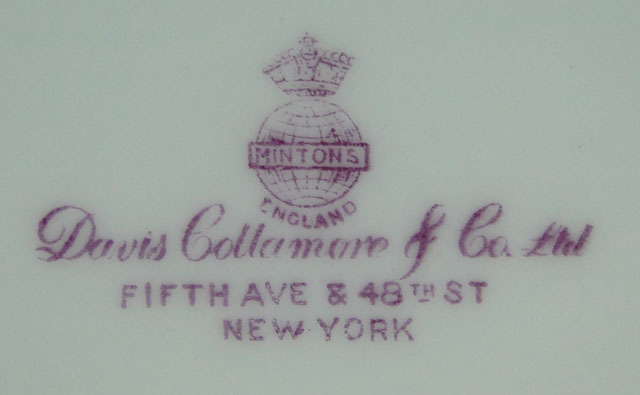 MINTONS
ENGLAND
Davis Collamore & Co. Ltd
FIFTH AVE & 48TH ST
NEW YORK